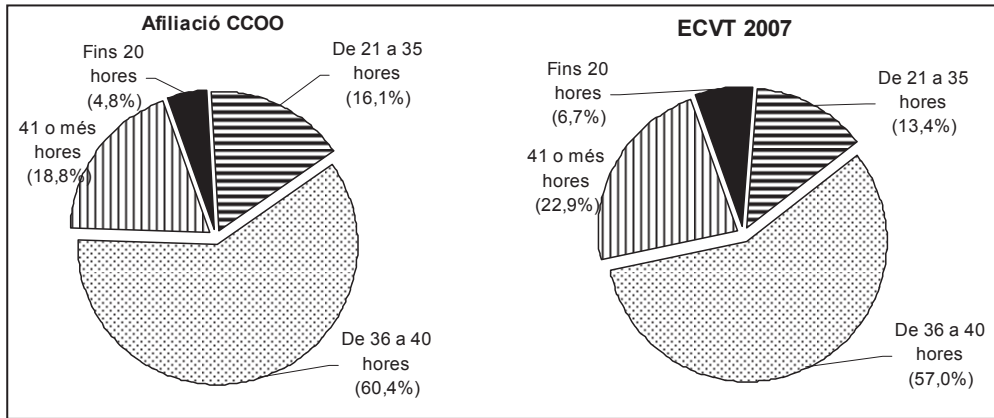 Afiliació CCOO
Fins 20
hores
(4,8%)
De 21 a 35
hores
(16,1%)
41 o més
hores
(18,8%)
De 36 a 40
hores
(60,4%)
ECVT 2007
Fins 20
hores
(6,7%)
De 21 a 35
hores
(13,4%)
41 o més
hores
(22,9%)
De 36 a 40
hores
(57,0%)